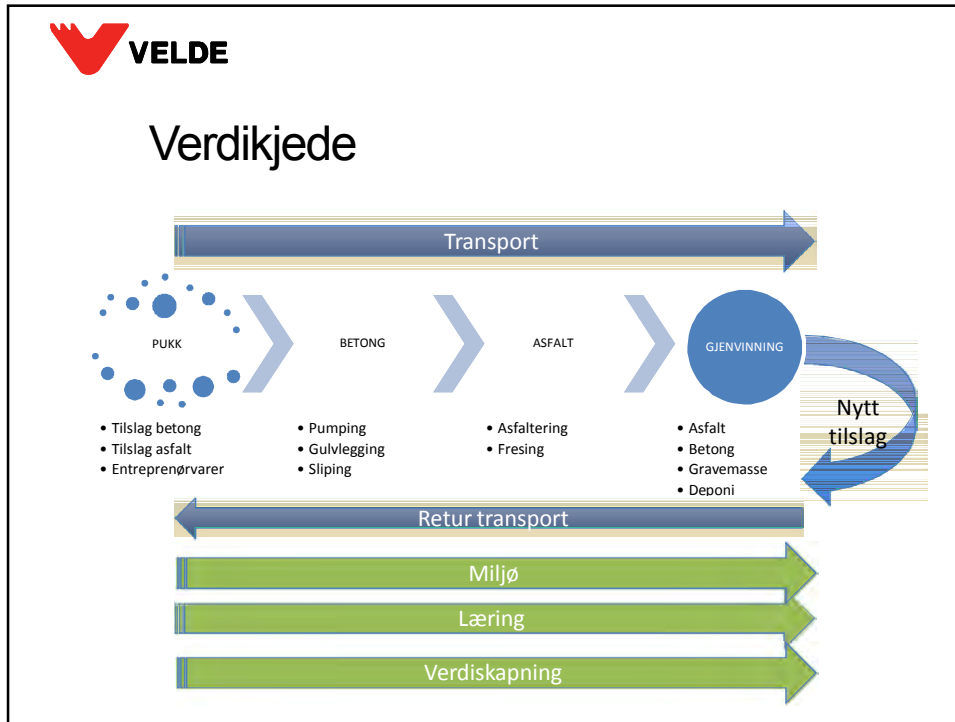 VELDE
Verdikjede
Transport
PUKK
BETONG
ASFALT
GJENVINNING
• Tilslag betong
• Tilslag asfalt
• Entreprenørvarer
• Pumping
• Gulvlegging
• Sliping
• Asfaltering
• Fresing
• Asfalt
• Betong
• Gravemasse
• Deponi
Nytt
tilslag
Retur transport
Miljø
Læring
Verdiskapning